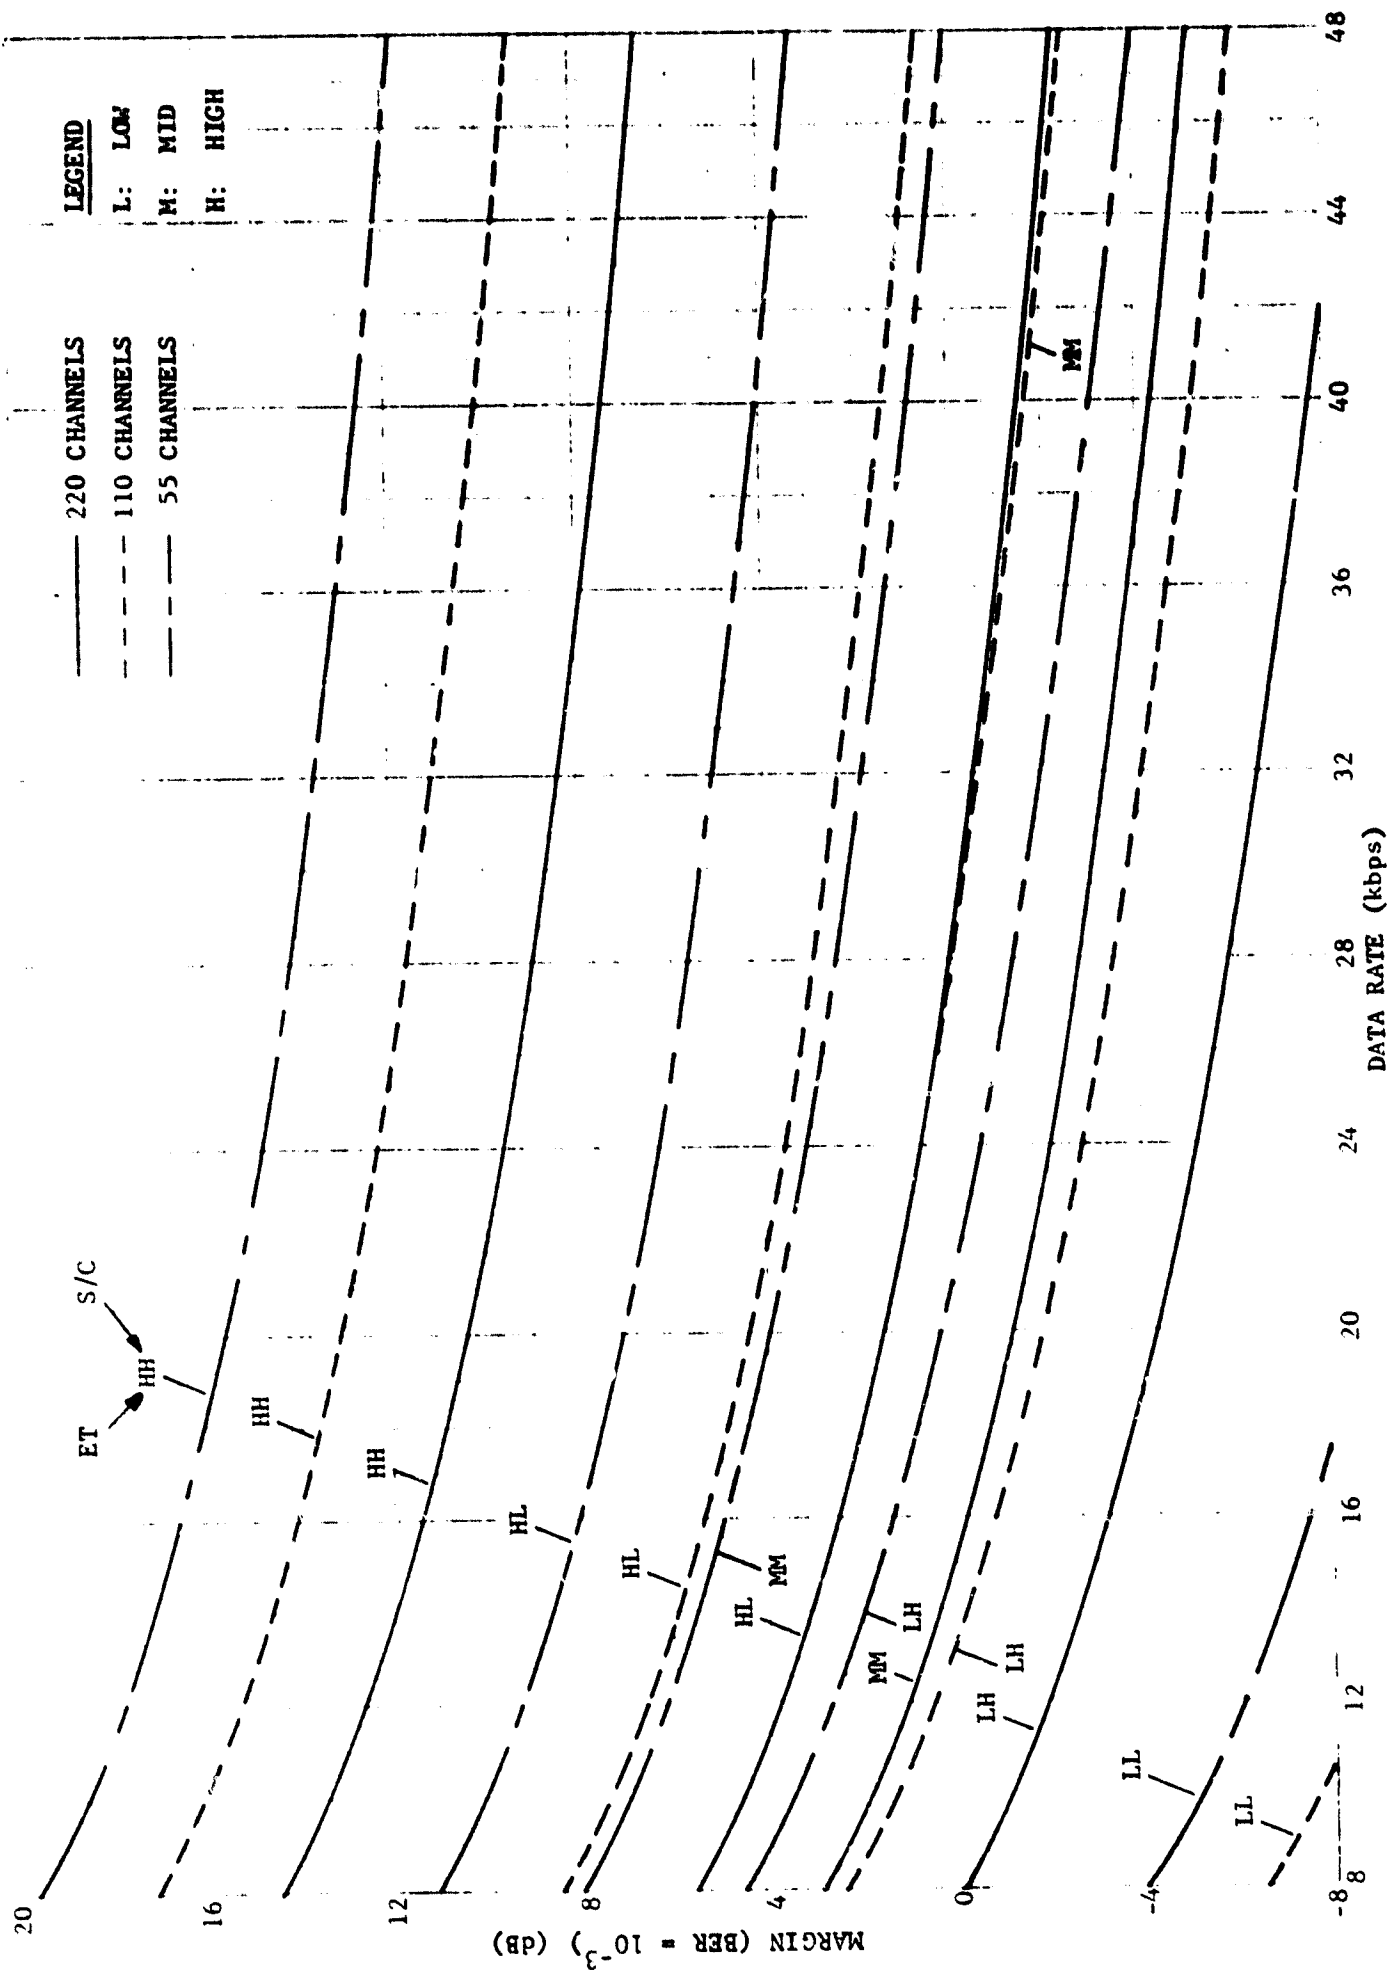 LEGEND
220 CHANNELS
110 CHANNELS
55 CHANNELS
L: LOW
M: MID
H: HIGH
ET
S/C
HH
HH
HH
HL
HL
MM
HL
LH
MM
LH
LH
LL
LL
MM
MARGIN (BER = 10⁻³) (dB)
20
16
12
8
4
0
-4
-8
8
12
16
20
24
28
32
36
40
44
48
DATA RATE (kbps)